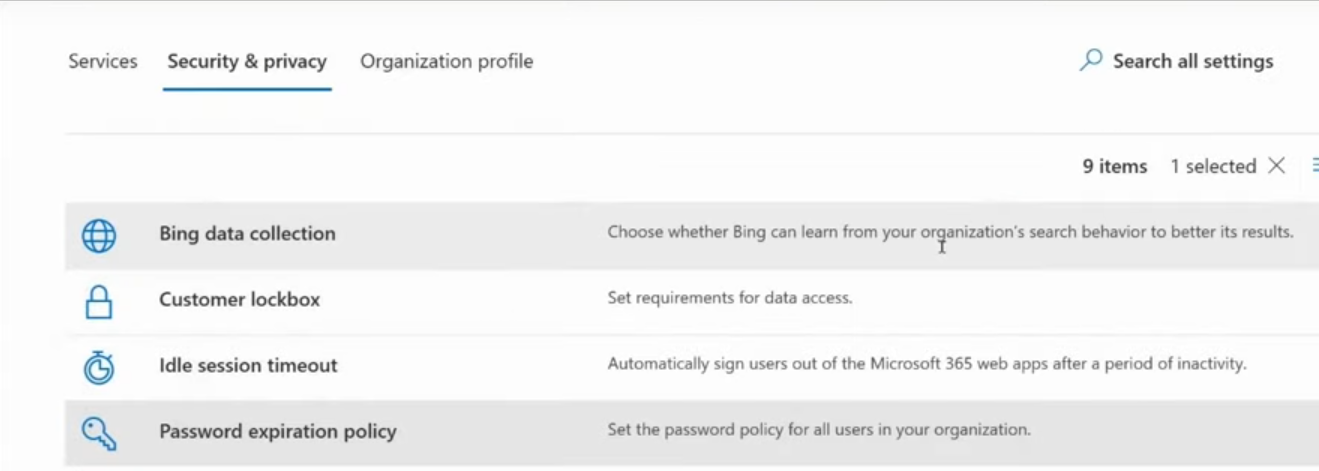 Services Security & privacy Organization profile Search all settings
9 items 1 selected
Bing data collection Choose whether Bing can learn from your organization's search behavior to better its results.
Customer lockbox Set requirements for data access.
Idle session timeout Automatically sign users out of the Microsoft 365 web apps after a period of inactivity.
Password expiration policy Set the password policy for all users in your organization.